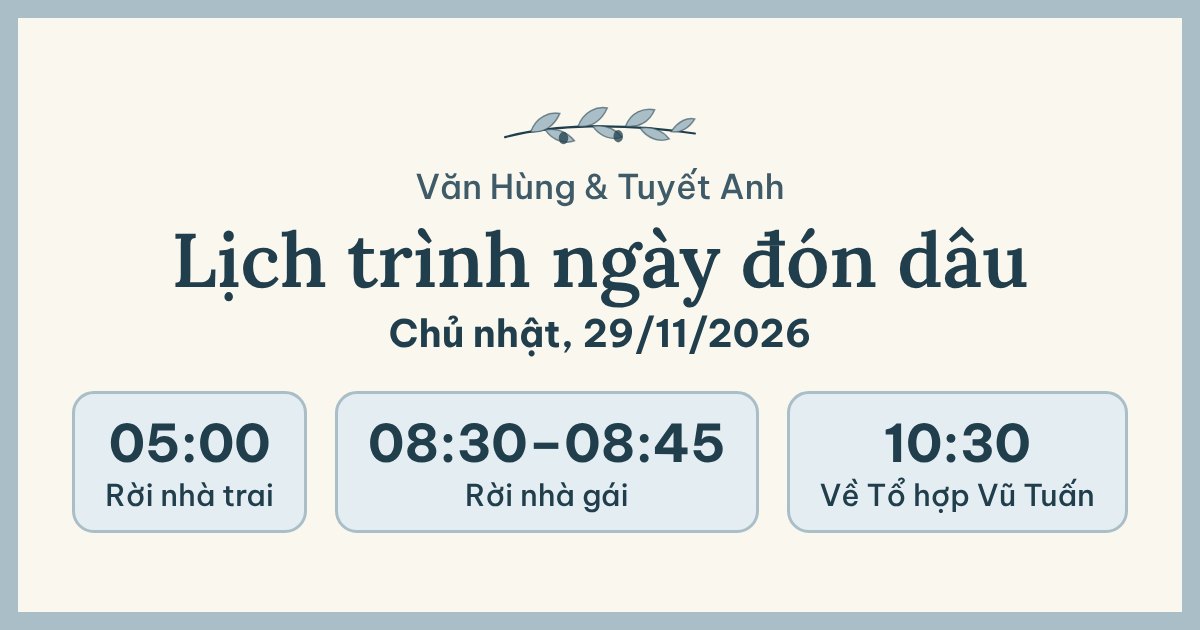 Văn Hùng & Tuyết Anh
Lịch trình ngày đón dâu
Chủ nhật, 29/11/2026
05:00
Rời nhà trai
08:30–08:45
Rời nhà gái
10:30
Về Tổ hợp Vũ Tuấn